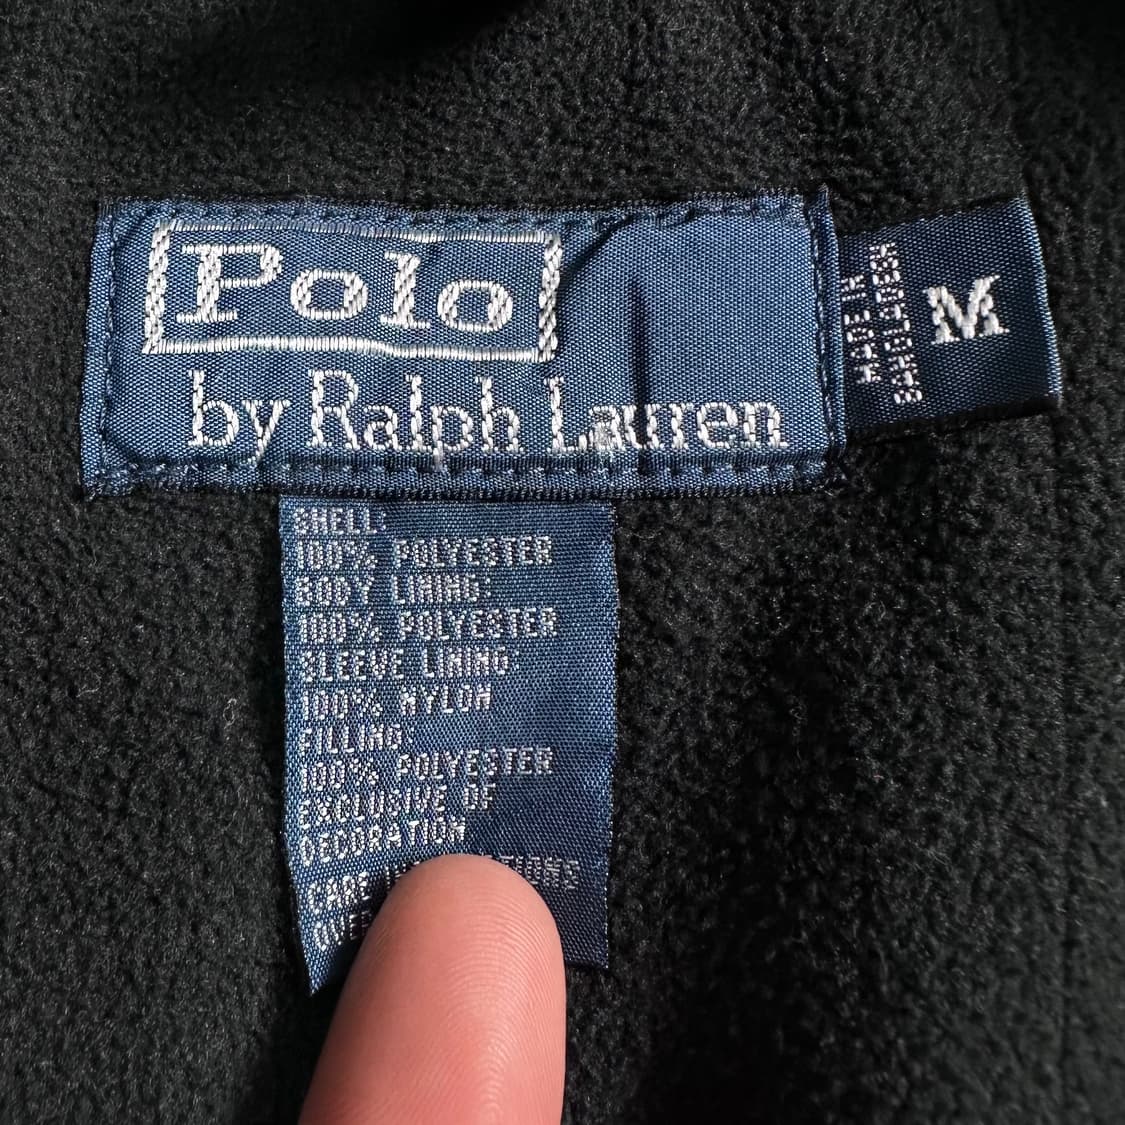 Polo
by Ralph Lauren
MADE IN
BANGLADESH
M
SHELL:
100% POLYESTER
BODY LINING:
100% POLYESTER
SLEEVE LINING:
100% NYLON
FILLING:
100% POLYESTER
EXCLUSIVE OF
DECORATION
CARE